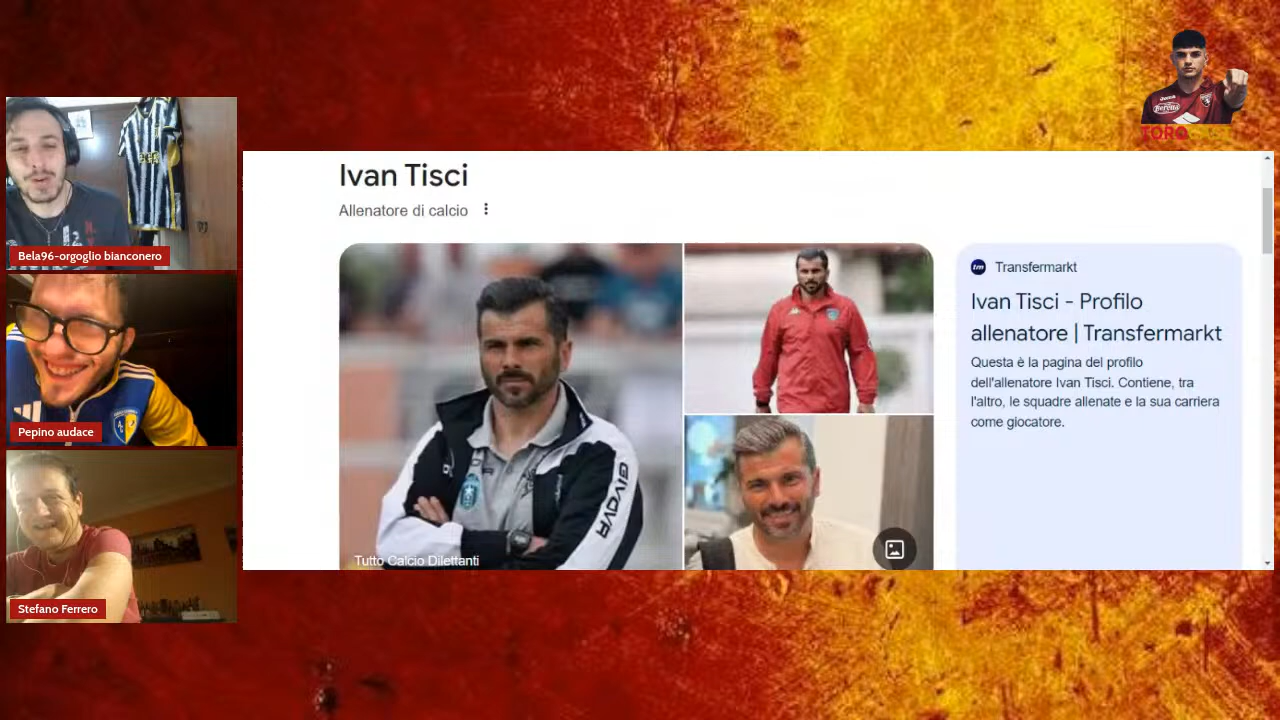 TORO
Bela96-orgoglio bianconero
Pepino audace
Stefano Ferrero
Ivan Tisci
Allenatore di calcio
GIVOVA
Tutto Calcio Dilettanti
tm Transfermarkt
Ivan Tisci - Profilo
allenatore | Transfermarkt
Questa è la pagina del profilo
dell'allenatore Ivan Tisci. Contiene, tra
l'altro, le squadre allenate e la sua carriera
come giocatore.